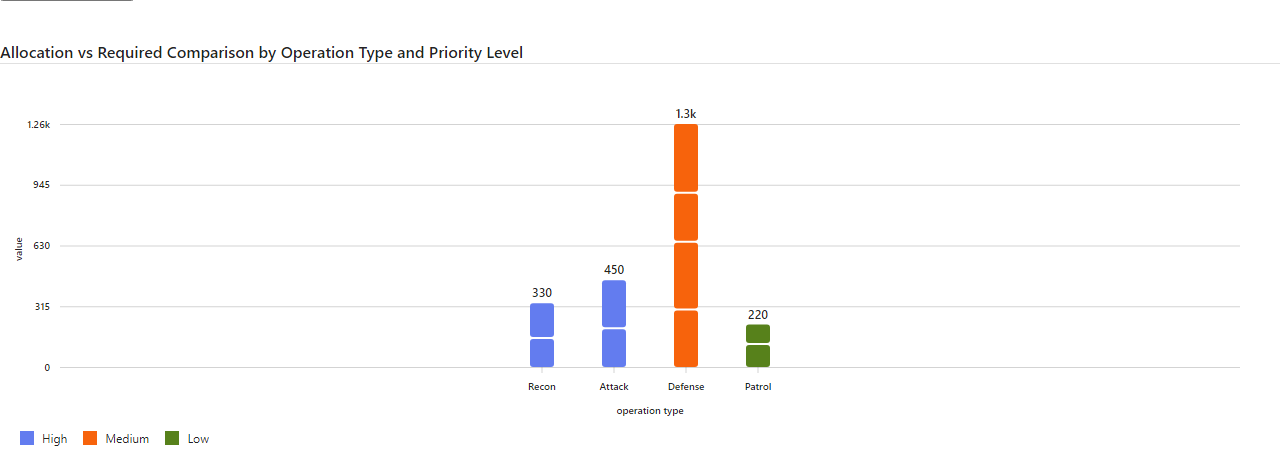 Allocation vs Required Comparison by Operation Type and Priority Level
1.3k
1.26k
945
value
630
450
330
315
220
0
Recon Attack Defense Patrol
operation type
High Medium Low